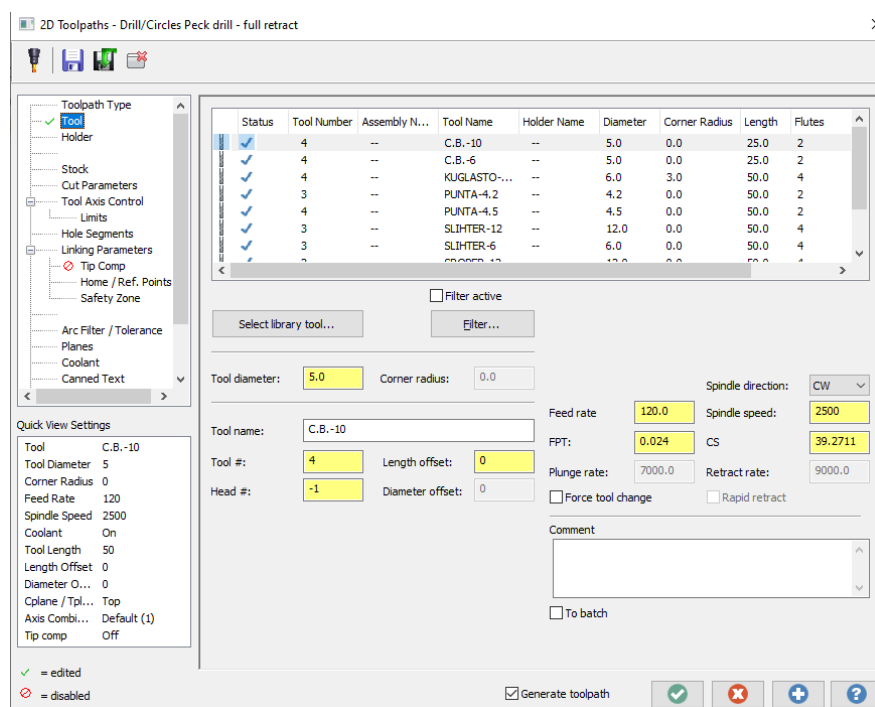 2D Toolpaths - Drill/Circles Peck drill - full retract
Toolpath Type
Tool
Holder
Stock
Cut Parameters
Tool Axis Control
Limits
Hole Segments
Linking Parameters
Tip Comp
Home / Ref. Points
Safety Zone
Arc Filter / Tolerance
Planes
Coolant
Canned Text
Status Tool Number Assembly N... Tool Name Holder Name Diameter Corner Radius Length Flutes
4 -- C.B.-10 -- 5.0 0.0 25.0 2
4 -- C.B.-6 -- 5.0 0.0 25.0 2
4 -- KUGLASTO-... -- 6.0 3.0 50.0 4
3 -- PUNTA-4.2 -- 4.2 0.0 50.0 2
4 -- PUNTA-4.5 -- 4.5 0.0 50.0 2
3 -- SLIHTER-12 -- 12.0 0.0 50.0 4
3 -- SLIHTER-6 -- 6.0 0.0 50.0 4
Filter active
Select library tool... Filter...
Tool diameter: 5.0 Corner radius: 0.0
Tool name: C.B.-10
Tool #: 4 Length offset: 0
Head #: -1 Diameter offset: 0
Spindle direction: CW
Feed rate 120.0 Spindle speed: 2500
FPT: 0.024 CS 39.2711
Plunge rate: 7000.0 Retract rate: 9000.0
Force tool change Rapid retract
Comment
To batch
Quick View Settings
Tool C.B.-10
Tool Diameter 5
Corner Radius 0
Feed Rate 120
Spindle Speed 2500
Coolant On
Tool Length 50
Length Offset 0
Diameter O... 0
Cplane / Tpl... Top
Axis Combi... Default (1)
Tip comp Off
= edited
= disabled
Generate toolpath